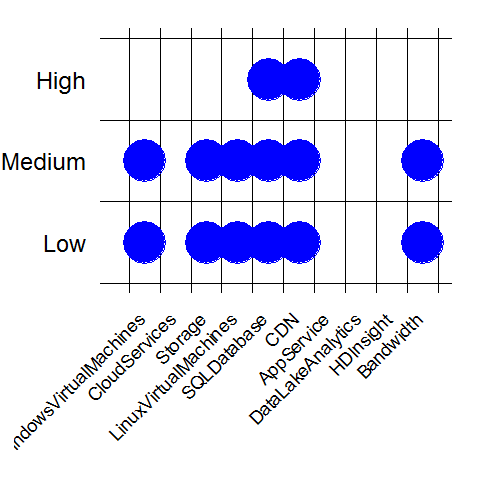 High
Medium
Low
ndowsVirtualMachines
CloudServices
Storage
LinuxVirtualMachines
SQLDatabase
CDN
AppService
DataLakeAnalytics
HDInsight
Bandwidth